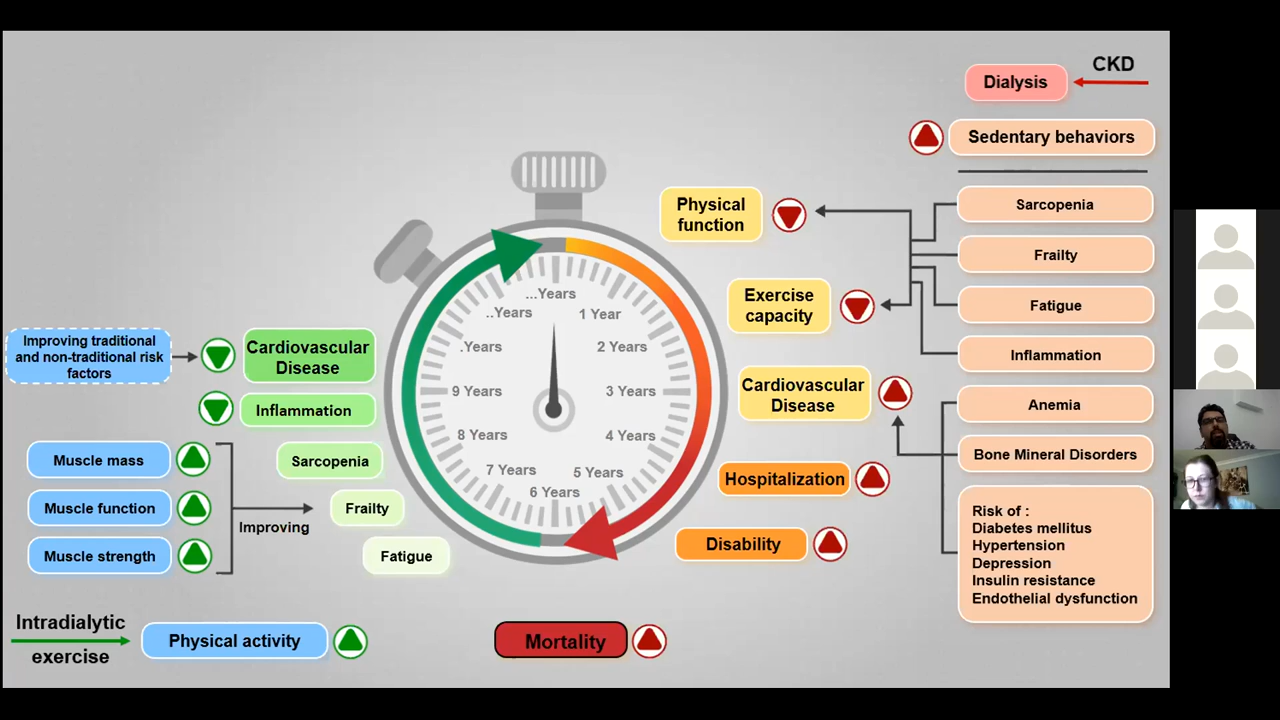 CKD
Dialysis
Sedentary behaviors
Physical
function
Sarcopenia
Frailty
Exercise
capacity
Fatigue
Inflammation
Cardiovascular
Disease
Anemia
Bone Mineral Disorders
Hospitalization
Risk of :
Diabetes mellitus
Hypertension
Depression
Insulin resistance
Endothelial dysfunction
Disability
Mortality
...Years
..Years
1 Year
.Years
2 Years
9 Years
3 Years
8 Years
4 Years
7 Years
5 Years
6 Years
Improving traditional
and non-traditional risk
factors
Cardiovascular
Disease
Inflammation
Muscle mass
Sarcopenia
Muscle function
Improving
Frailty
Muscle strength
Fatigue
Intradialytic
exercise
Physical activity